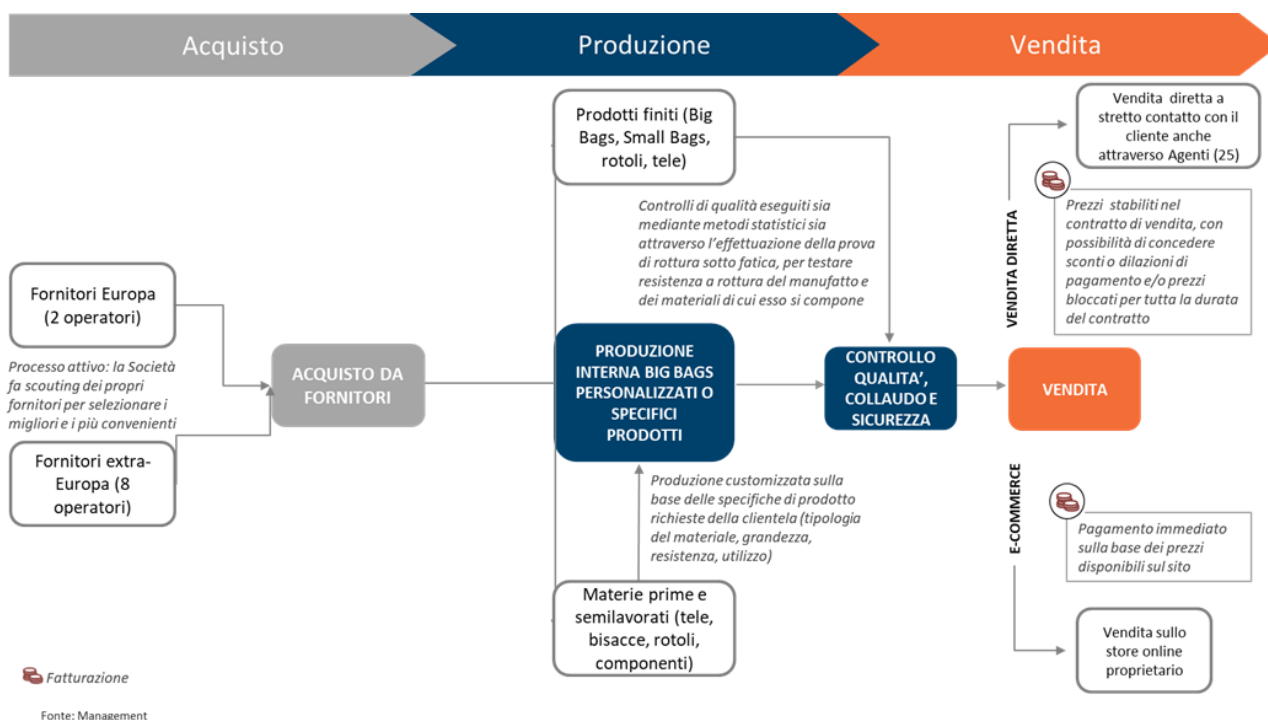 Acquisto
Produzione
Vendita
Prodotti finiti (Big
Bags, Small Bags,
rotoli, tele)
Vendita diretta a
stretto contatto con il
cliente anche
attraverso Agenti (25)
Controlli di qualità eseguiti sia
mediante metodi statistici sia
attraverso l'effettuazione della prova
di rottura sotto fatica, per testare
resistenza a rottura del manufatto e
dei materiali di cui esso si compone
VENDITA DIRETTA
Prezzi stabiliti nel
contratto di vendita, con
possibilità di concedere
sconti o dilazioni di
pagamento e/o prezzi
bloccati per tutta la durata
del contratto
Fornitori Europa
(2 operatori)
Processo attivo: la Società
fa scouting dei propri
fornitori per selezionare i
migliori e i più convenienti
Fornitori extra-
Europa (8
operatori)
ACQUISTO DA
FORNITORI
PRODUZIONE
INTERNA BIG BAGS
PERSONALIZZATI O
SPECIFICI
PRODOTTI
CONTROLLO
QUALITA',
COLLAUDO E
SICUREZZA
VENDITA
Produzione customizzata sulla
base delle specifiche di prodotto
richieste della clientela (tipologia
del materiale, grandezza,
resistenza, utilizzo)
E-COMMERCE
Pagamento immediato
sulla base dei prezzi
disponibili sul sito
Materie prime e
semilavorati (tele,
bisacce, rotoli,
componenti)
Vendita sullo
store online
proprietario
Fatturazione
Fonte: Management